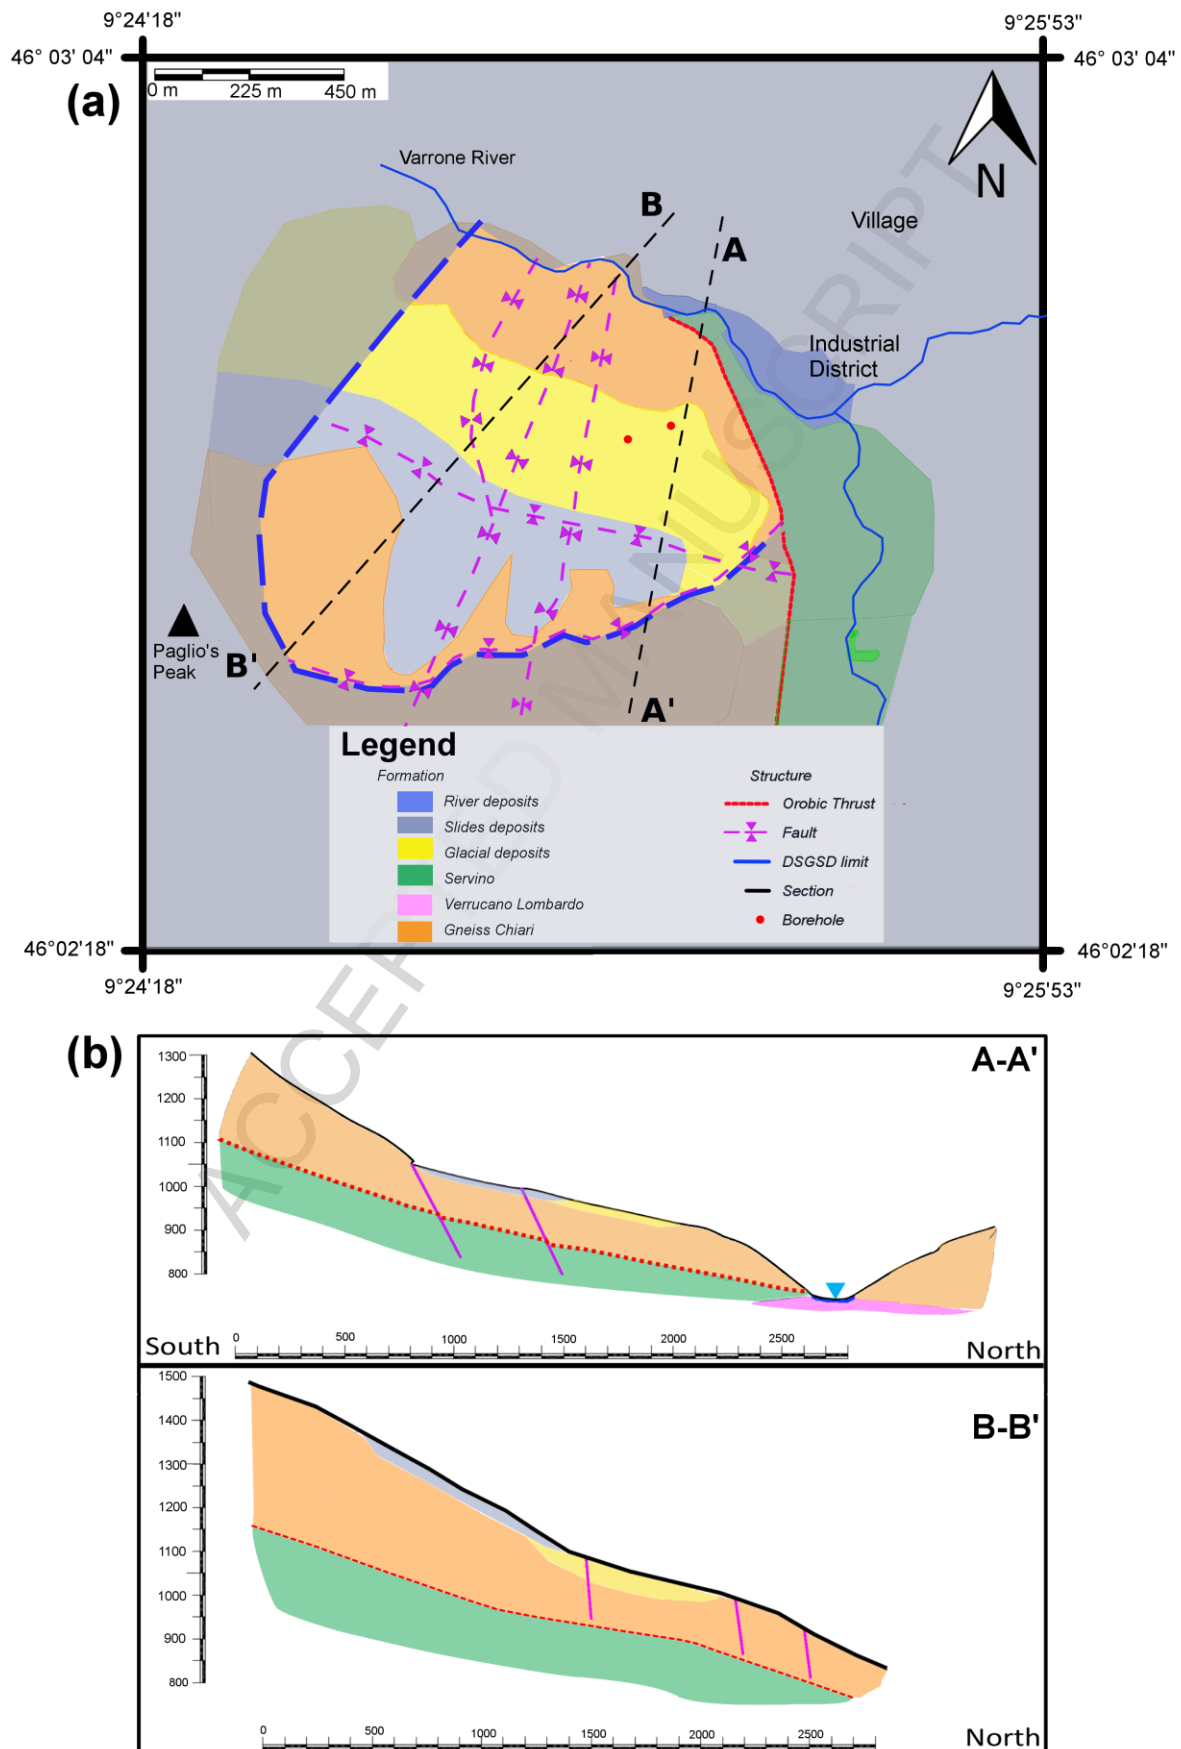 9°24'18"
9°25'53"
46° 03' 04"
46° 03' 04"
(a)
0 m 225 m 450 m
N
Varrone River
B
A
Village
Industrial
District
Paglio's
Peak
B'
A'
Legend
Formation
Structure
River deposits
Slides deposits
Glacial deposits
Servino
Verrucano Lombardo
Gneiss Chiari
Orobic Thrust
Fault
DSGSD limit
Section
Borehole
46°02'18"
46°02'18"
9°24'18"
9°25'53"
ACCEPTED MANUSCRIPT
(b)
A-A'
1300
1200
1100
1000
900
800
South
0 500 1000 1500 2000 2500
North
B-B'
1500
1400
1300
1200
1100
1000
900
800
0 500 1000 1500 2000 2500
North